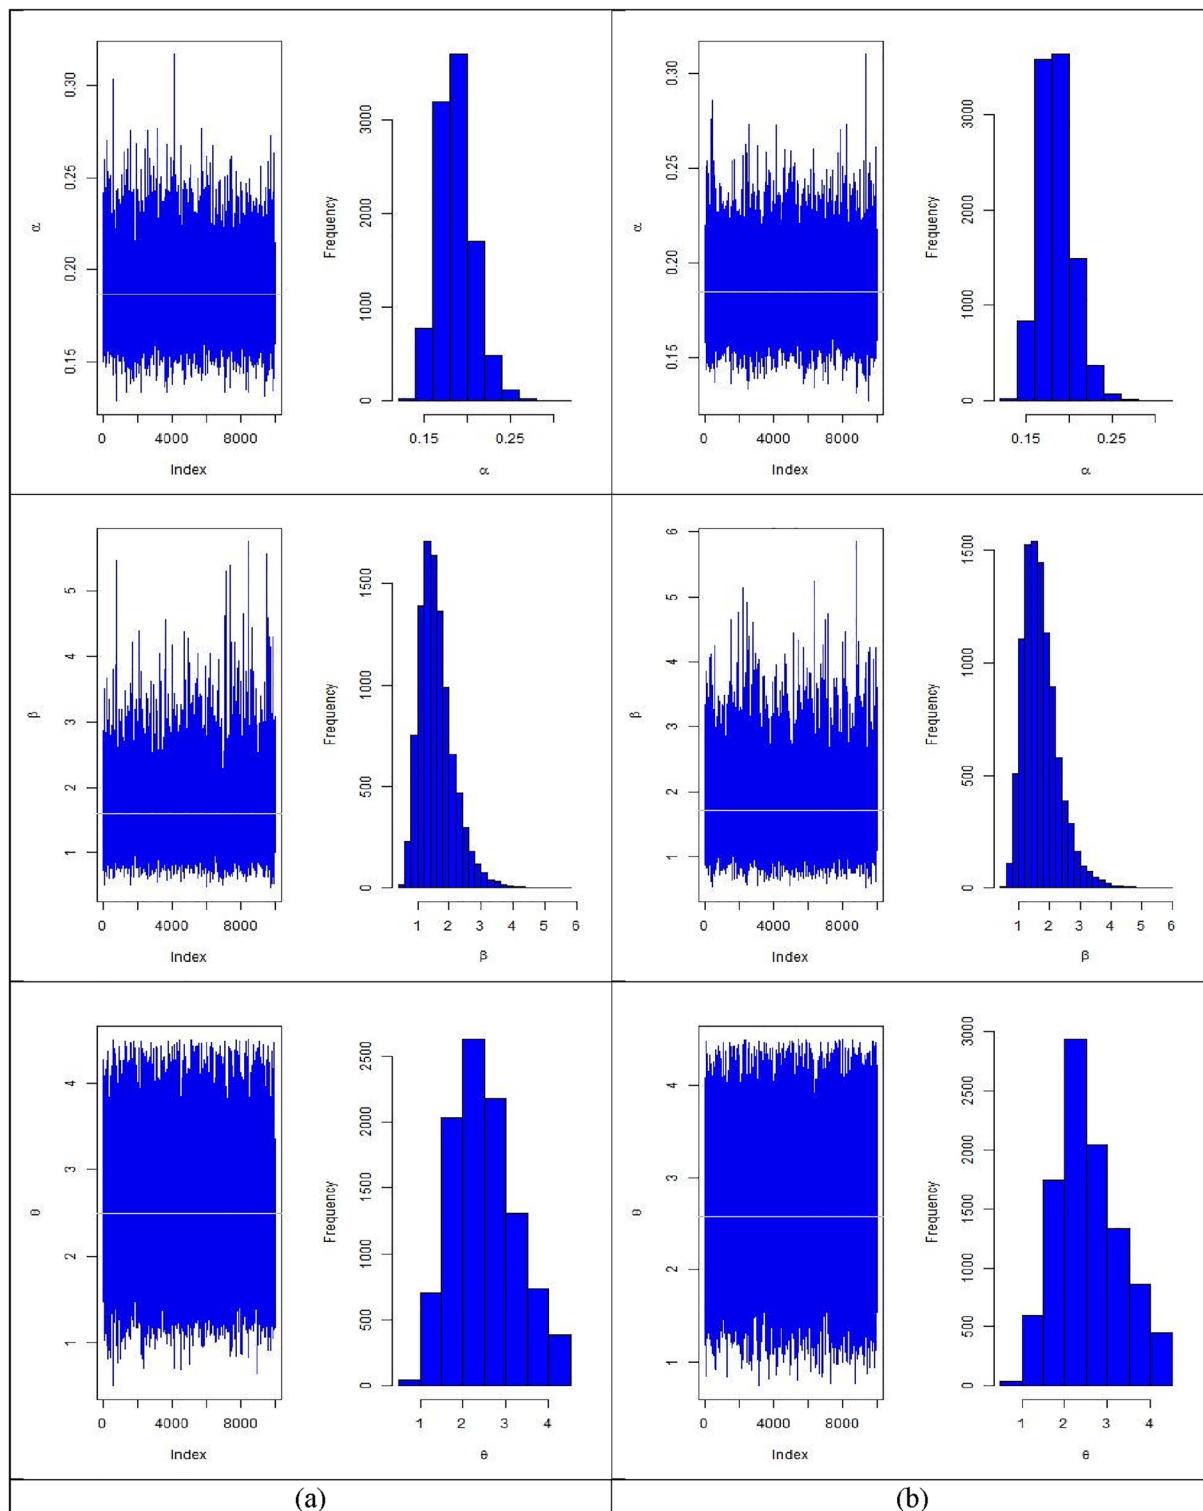 α
0.15 0.20 0.25 0.30
0 4000 8000
Index
Frequency
0 1000 2000 3000
0.15 0.25
α
α
0.15 0.20 0.25 0.30
0 4000 8000
Index
Frequency
0 1000 2000 3000
0.15 0.25
α
β
1 2 3 4 5
0 4000 8000
Index
Frequency
0 500 1000 1500
1 2 3 4 5 6
β
β
1 2 3 4 5 6
0 4000 8000
Index
Frequency
0 500 1000 1500
1 2 3 4 5 6
β
θ
1 2 3 4
0 4000 8000
Index
Frequency
0 500 1000 1500 2000 2500
1 2 3 4
θ
θ
1 2 3 4
0 4000 8000
Index
Frequency
0 500 1000 1500 2000 2500 3000
1 2 3 4
θ
(a)
(b)